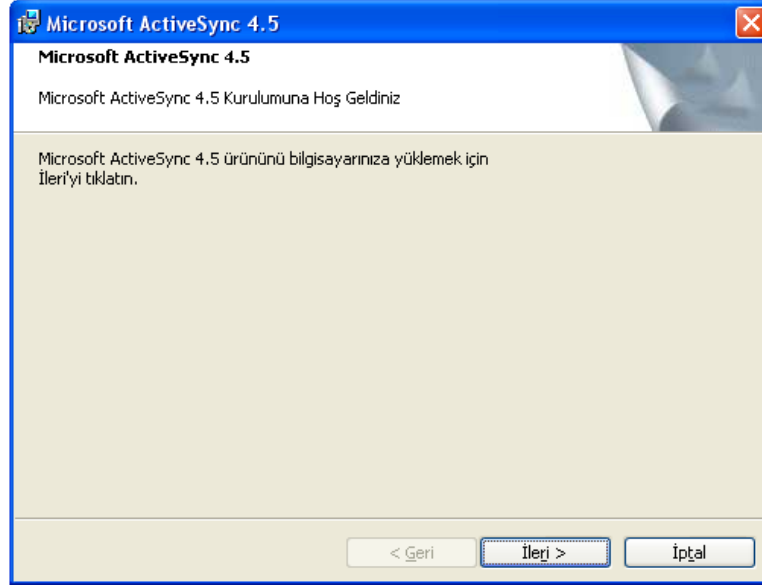 Microsoft ActiveSync 4.5
Microsoft ActiveSync 4.5
Microsoft ActiveSync 4.5 Kurulumuna Hoş Geldiniz
Microsoft ActiveSync 4.5 ürününü bilgisayarınıza yüklemek için
İleri'yi tıklatın.
< Geri İleri > İptal